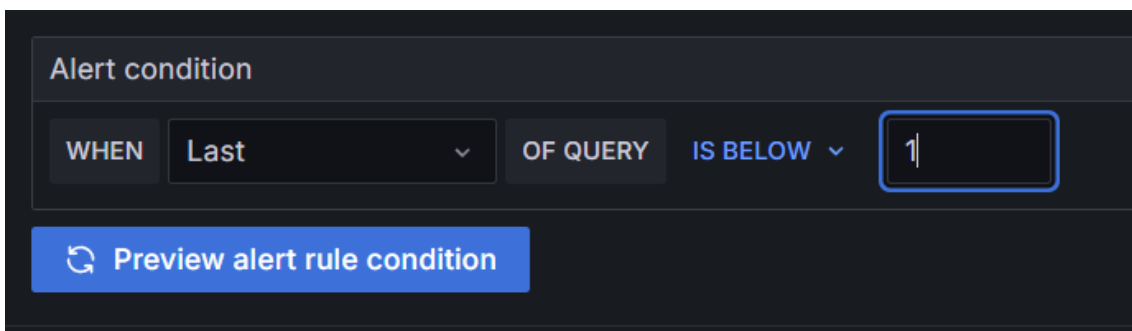 Alert condition
WHEN Last OF QUERY IS BELOW 1
Preview alert rule condition